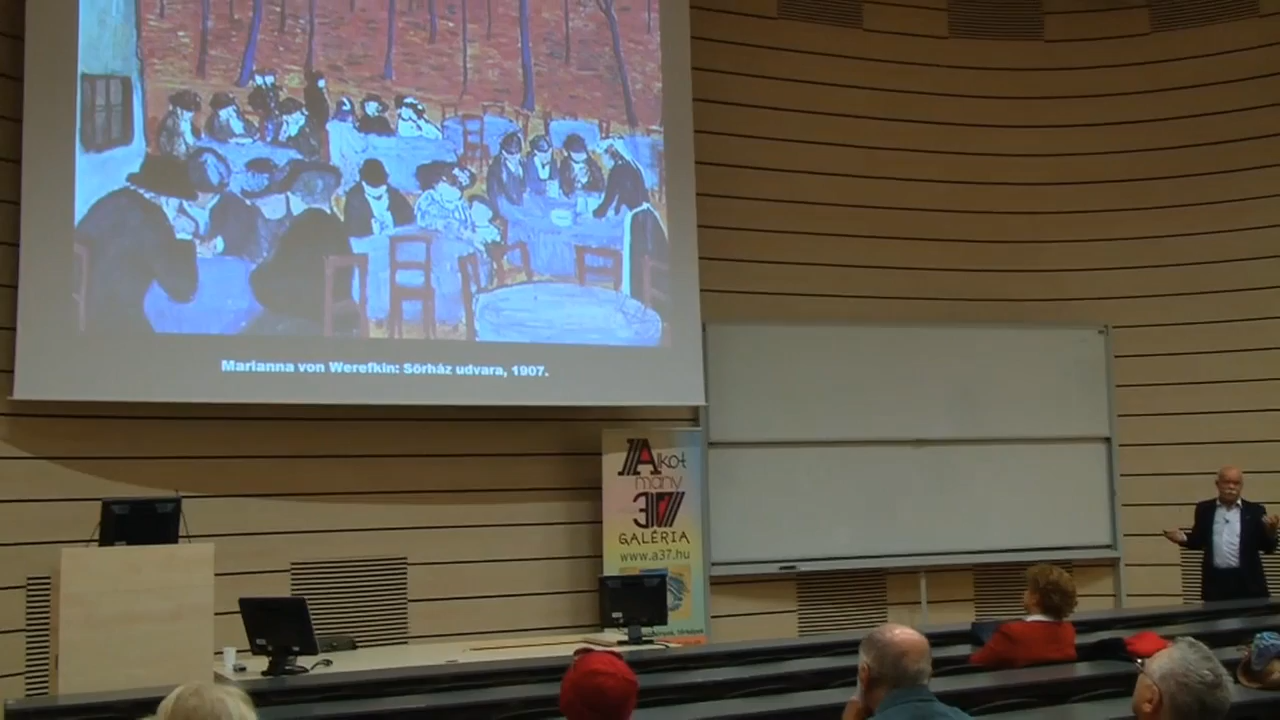 Marianna von Werefkin: Sörház udvara, 1907.
Alkot
mány
37
GALÉRIA
www.a37.hu